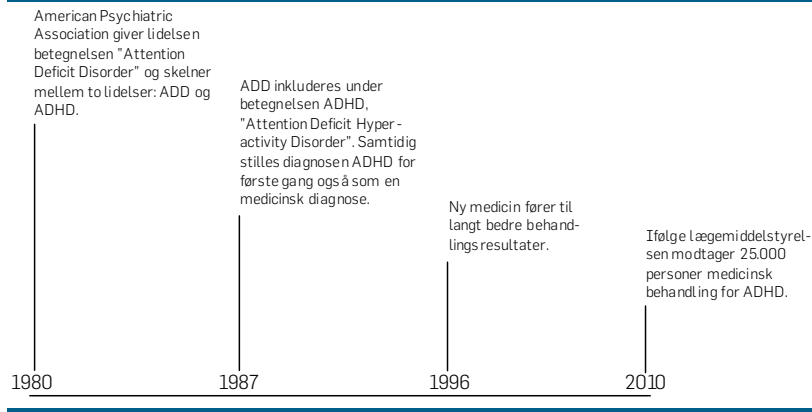 American Psychiatric
Association giver lidelsen
betegnelsen "Attention
Deficit Disorder" og skelner
mellem to lidelser: ADD og
ADHD.
ADD inkluderes under
betegnelsen ADHD,
"Attention Deficit Hyper-
activity Disorder". Samtidig
stilles diagnosen ADHD for
første gang også som en
medicinsk diagnose.
Ny medicin fører til
langt bedre behand-
lingsresultater.
Ifølge lægemiddelstyrel-
sen modtager 25.000
personer medicinsk
behandling for ADHD.
1980 1987 1996 2010